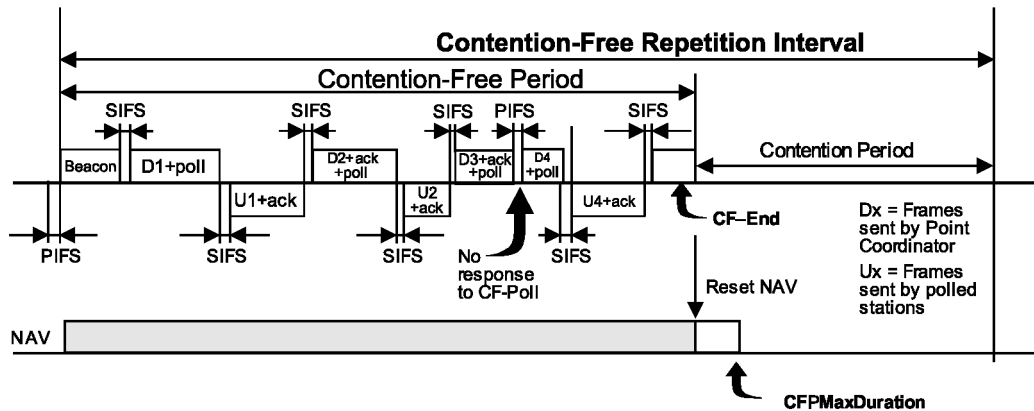 Contention-Free Repetition Interval
Contention-Free Period
SIFS
SIFS
SIFS
PIFS
SIFS
Contention Period
Beacon
D1+poll
D2+ack
+poll
D3+ack
+poll
D4
+poll
U1+ack
U2
+ack
U4+ack
CF–End
PIFS
SIFS
SIFS
No
response
to CF-Poll
SIFS
Dx = Frames
sent by Point
Coordinator
Ux = Frames
sent by polled
stations
Reset NAV
NAV
CFPMaxDuration